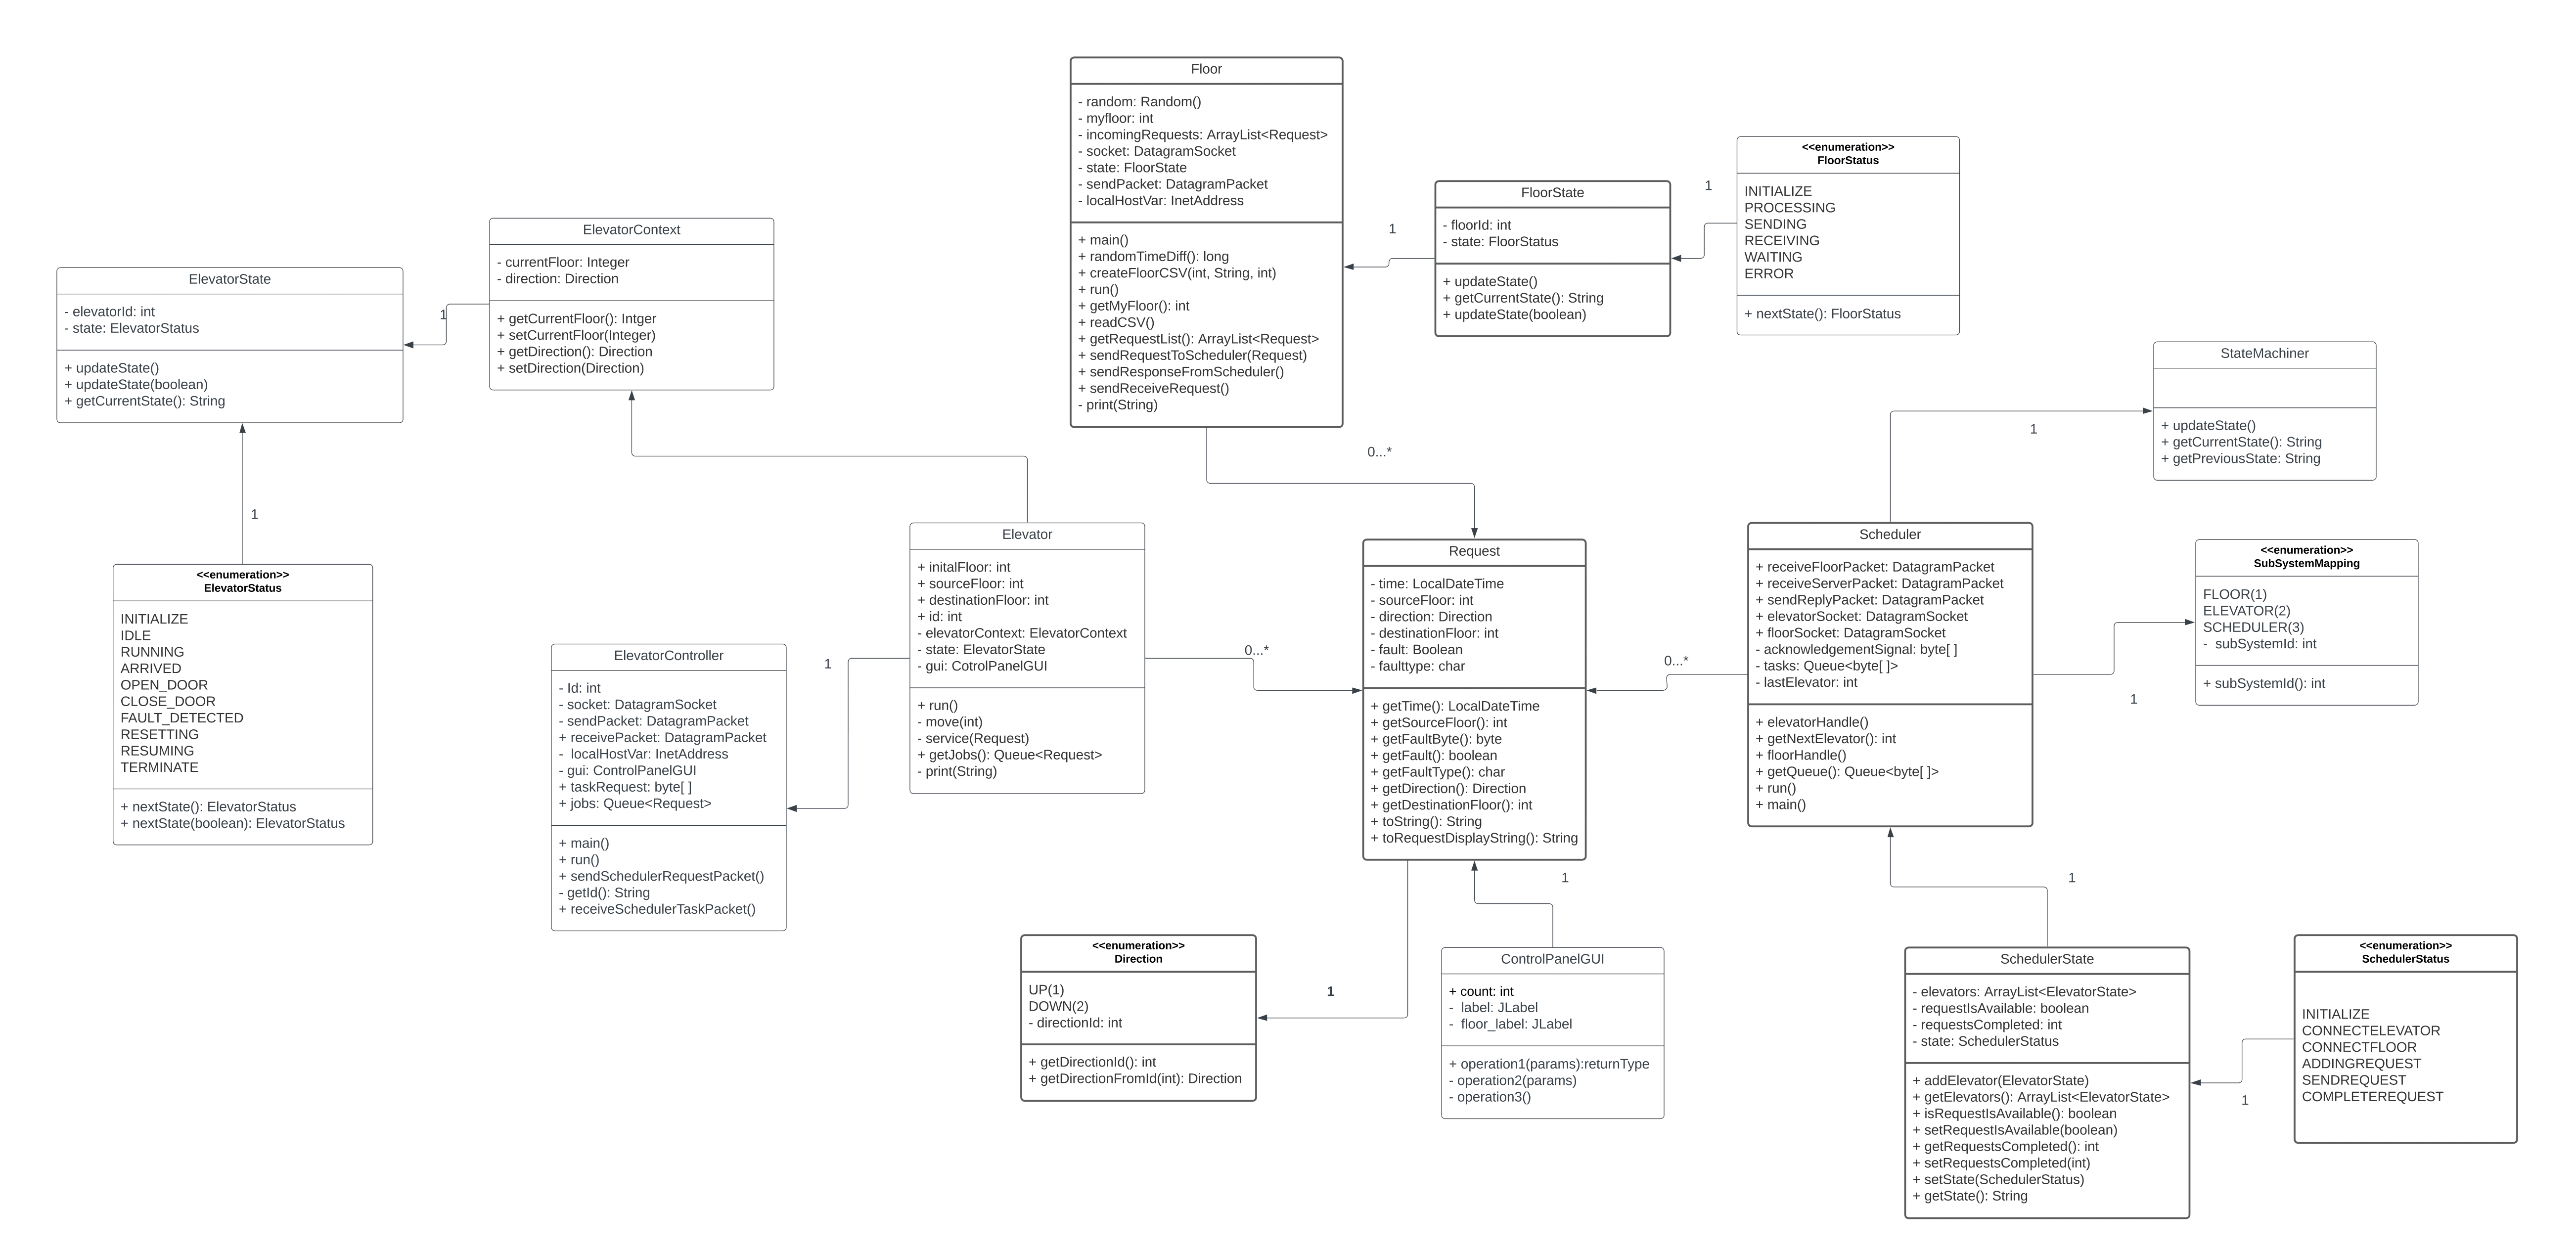 Floor
- random: Random()
- myfloor: int
- incomingRequests: ArrayList<Request>
- socket: DatagramSocket
- state: FloorState
- sendPacket: DatagramPacket
- localHostVar: InetAddress
+ main()
+ randomTimeDiff(): long
+ createFloorCSV(int, String, int)
+ run()
+ getMyFloor(): int
+ readCSV()
+ getRequestList(): ArrayList<Request>
+ sendRequestToScheduler(Request)
+ sendResponseFromScheduler()
+ sendReceiveRequest()
- print(String)
1
FloorState
- floorId: int
- state: FloorStatus
+ updateState()
+ getCurrentState(): String
+ updateState(boolean)
1
<<enumeration>>
FloorStatus
INITIALIZE
PROCESSING
SENDING
RECEIVING
WAITING
ERROR
+ nextState(): FloorStatus
ElevatorContext
- currentFloor: Integer
- direction: Direction
+ getCurrentFloor(): Intger
+ setCurrentFloor(Integer)
+ getDirection(): Direction
+ setDirection(Direction)
1
ElevatorState
- elevatorId: int
- state: ElevatorStatus
+ updateState()
+ updateState(boolean)
+ getCurrentState(): String
1
<<enumeration>>
ElevatorStatus
INITIALIZE
IDLE
RUNNING
ARRIVED
OPEN_DOOR
CLOSE_DOOR
FAULT_DETECTED
RESETTING
RESUMING
TERMINATE
+ nextState(): ElevatorStatus
+ nextState(boolean): ElevatorStatus
ElevatorController
- Id: int
- socket: DatagramSocket
- sendPacket: DatagramPacket
+ receivePacket: DatagramPacket
-  localHostVar: InetAddress
- gui: ControlPanelGUI
+ taskRequest: byte[ ]
+ jobs: Queue<Request>
+ main()
+ run()
+ sendSchedulerRequestPacket()
- getId(): String
+ receiveSchedulerTaskPacket()
1
Elevator
+ initalFloor: int
+ sourceFloor: int
+ destinationFloor: int
+ id: int
- elevatorContext: ElevatorContext
- state: ElevatorState
- gui: CotrolPanelGUI
+ run()
- move(int)
- service(Request)
+ getJobs(): Queue<Request>
- print(String)
0...*
0...*
Request
- time: LocalDateTime
- sourceFloor: int
- direction: Direction
- destinationFloor: int
- fault: Boolean
- faulttype: char
+ getTime(): LocalDateTime
+ getSourceFloor(): int
+ getFaultByte(): byte
+ getFault(): boolean
+ getFaultType(): char
+ getDirection(): Direction
+ getDestinationFloor(): int
+ toString(): String
+ toRequestDisplayString(): String
0...*
Scheduler
+ receiveFloorPacket: DatagramPacket
+ receiveServerPacket: DatagramPacket
+ sendReplyPacket: DatagramPacket
+ elevatorSocket: DatagramSocket
+ floorSocket: DatagramSocket
- acknowledgementSignal: byte[ ]
- tasks: Queue<byte[ ]>
- lastElevator: int
+ elevatorHandle()
+ getNextElevator(): int
+ floorHandle()
+ getQueue(): Queue<byte[ ]>
+ run()
+ main()
1
StateMachiner
+ updateState()
+ getCurrentState(): String
+ getPreviousState: String
<<enumeration>>
SubSystemMapping
FLOOR(1)
ELEVATOR(2)
SCHEDULER(3)
-  subSystemId: int
+ subSystemId(): int
1
<<enumeration>>
Direction
UP(1)
DOWN(2)
- directionId: int
+ getDirectionId(): int
+ getDirectionFromId(int): Direction
1
1
ControlPanelGUI
+ count: int
-  label: JLabel
-  floor_label: JLabel
+ operation1(params):returnType
- operation2(params)
- operation3()
1
SchedulerState
- elevators: ArrayList<ElevatorState>
- requestIsAvailable: boolean
- requestsCompleted: int
- state: SchedulerStatus
+ addElevator(ElevatorState)
+ getElevators(): ArrayList<ElevatorState>
+ isRequestIsAvailable(): boolean
+ setRequestIsAvailable(boolean)
+ getRequestsCompleted(): int
+ setRequestsCompleted(int)
+ setState(SchedulerStatus)
+ getState(): String
1
<<enumeration>>
SchedulerStatus
INITIALIZE
CONNECTELEVATOR
CONNECTFLOOR
ADDINGREQUEST
SENDREQUEST
COMPLETEREQUEST